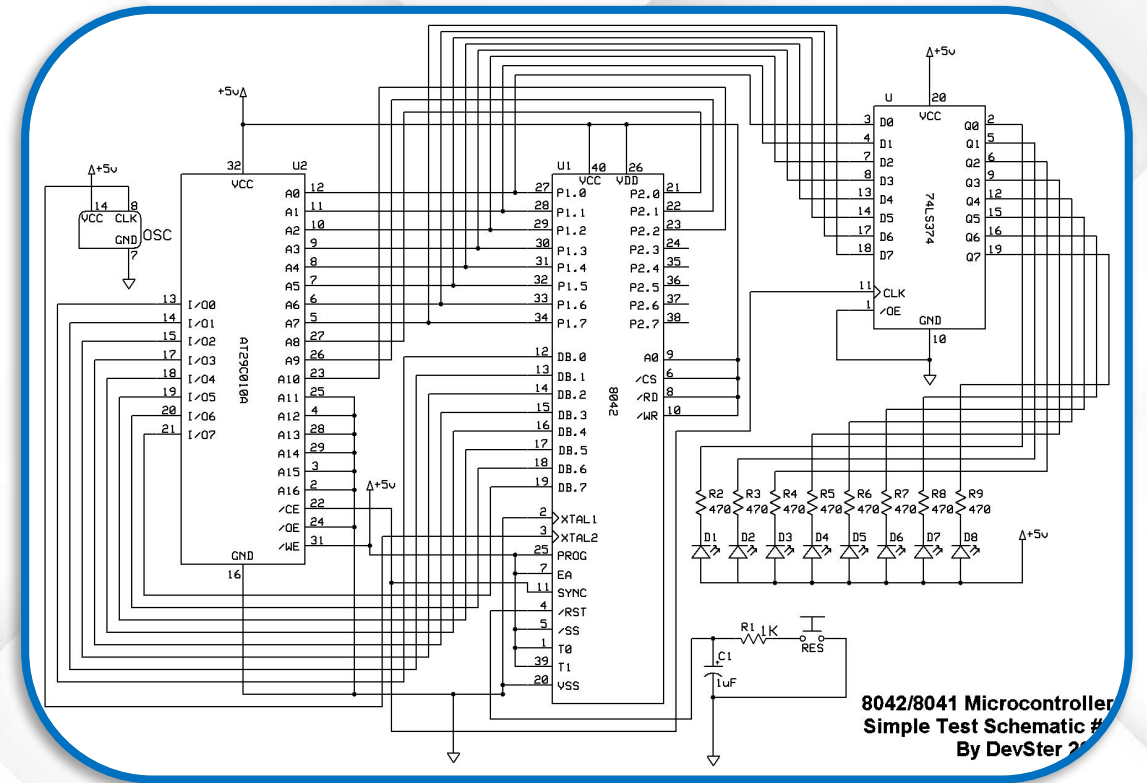 +5v
U
20
VCC
3 D0 Q0 2
4 D1 Q1 5
7 D2 Q2 6
8 D3 Q3 9
13 D4 Q4 12
14 D5 Q5 15
17 D6 Q6 16
18 D7 Q7 19
74LS374
11 CLK
1 /OE
GND
10
+5v
32 U2
VCC
A0 12
A1 11
A2 10
A3 9
A4 8
A5 7
A6 6
A7 5
A8 27
A9 26
A10 23
A11 25
A12 4
A13 28
A14 29
A15 3
A16 2
/CE 22
/OE 24
/WE 31
13 I/O0
14 I/O1
15 I/O2
17 I/O3
18 I/O4
19 I/O5
20 I/O6
21 I/O7
AT29C010A
GND
16
+5v
+5v
14 8
VCC CLK
GND OSC
7
U1 40 26
VCC VDD
27 P1.0 P2.0 21
28 P1.1 P2.1 22
29 P1.2 P2.2 23
30 P1.3 P2.3 24
31 P1.4 P2.4 35
32 P1.5 P2.5 36
33 P1.6 P2.6 37
34 P1.7 P2.7 38
12 DB.0 A0 9
13 DB.1 /CS 6
14 DB.2 /RD 8
15 DB.3 /WR 10
16 DB.4
17 DB.5
18 DB.6
19 DB.7
8042
2 XTAL1
3 XTAL2
25 PROG
7 EA
11 SYNC
4 /RST
5 /SS
1 T0
39 T1
20 VSS
R2 R3 R4 R5 R6 R7 R8 R9
470 470 470 470 470 470 470 470
D1 D2 D3 D4 D5 D6 D7 D8
+5v
R1 1K
RES
+
C1
1uF
8042/8041 Microcontroller
Simple Test Schematic #
By DevSter